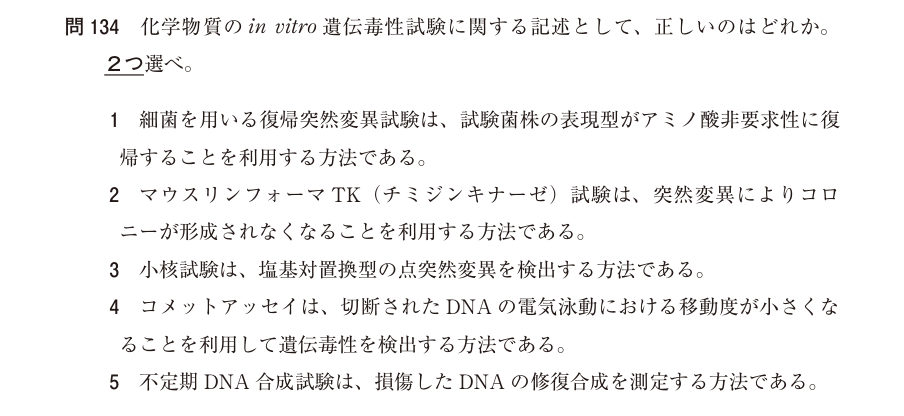 問134 化学物質の in vitro 遺伝毒性試験に関する記述として、正しいのはどれか。
２つ選べ。
1 細菌を用いる復帰突然変異試験は、試験菌株の表現型がアミノ酸非要求性に復
帰することを利用する方法である。
2 マウスリンフォーマ TK（チミジンキナーゼ）試験は、突然変異によりコロ
ニーが形成されなくなることを利用する方法である。
3 小核試験は、塩基対置換型の点突然変異を検出する方法である。
4 コメットアッセイは、切断された DNA の電気泳動における移動度が小さくな
ることを利用して遺伝毒性を検出する方法である。
5 不定期 DNA 合成試験は、損傷した DNA の修復合成を測定する方法である。